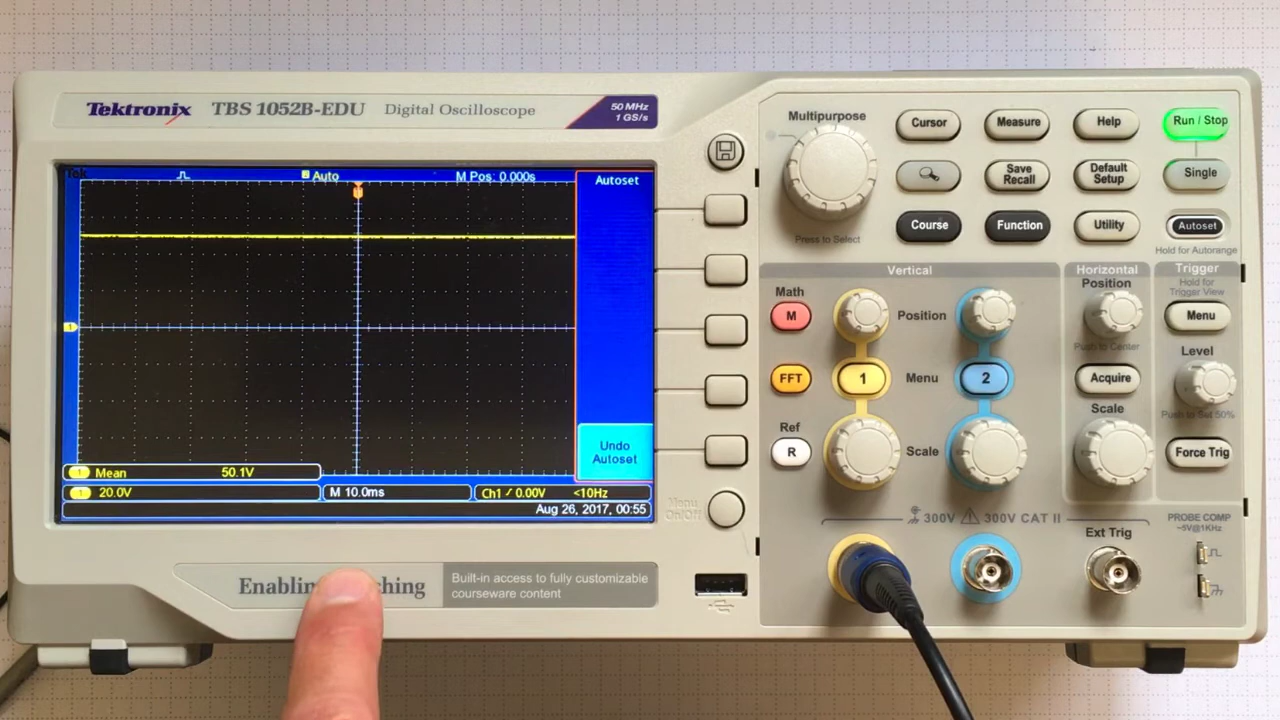 Tektronix TBS 1052B-EDU Digital Oscilloscope
50 MHz
1 GS/s
Tek
Auto
M Pos: 0.000s
Autoset
1
Undo
Autoset
1 Mean 50.1V
1 20.0V
M 10.0ms
Ch1 0.00V <10Hz
Aug 26, 2017, 00:55
Menu
On/Off
Built-in access to fully customizable
courseware content
Multipurpose
Press to Select
Cursor
Measure
Help
Run / Stop
Save
Recall
Default
Setup
Single
Course
Function
Utility
Autoset
Hold for Autorange
Vertical
Horizontal
Trigger
Math
M
Position
Position
Push to Center
Hold for
Trigger View
Menu
FFT
1
Menu
2
Acquire
Level
Push to Set 50%
Ref
R
Scale
Scale
Force Trig
300V 300V CAT II
Ext Trig
PROBE COMP
~5V@1KHz